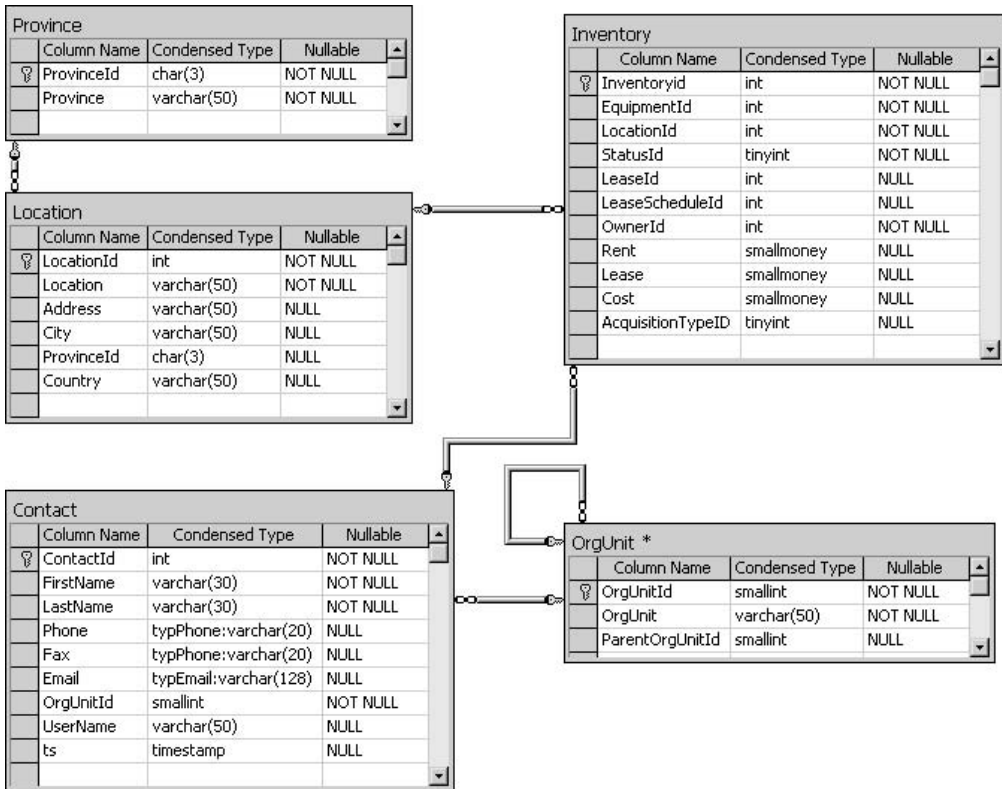 Province
Column Name Condensed Type Nullable
ProvinceId char(3) NOT NULL
Province varchar(50) NOT NULL
Location
Column Name Condensed Type Nullable
LocationId int NOT NULL
Location varchar(50) NOT NULL
Address varchar(50) NULL
City varchar(50) NULL
ProvinceId char(3) NULL
Country varchar(50) NULL
Inventory
Column Name Condensed Type Nullable
Inventoryid int NOT NULL
EquipmentId int NOT NULL
LocationId int NOT NULL
StatusId tinyint NOT NULL
LeaseId int NULL
LeaseScheduleId int NULL
OwnerId int NOT NULL
Rent smallmoney NULL
Lease smallmoney NULL
Cost smallmoney NULL
AcquisitionTypeID tinyint NULL
Contact
Column Name Condensed Type Nullable
ContactId int NOT NULL
FirstName varchar(30) NOT NULL
LastName varchar(30) NOT NULL
Phone typPhone:varchar(20) NULL
Fax typPhone:varchar(20) NULL
Email typEmail:varchar(128) NULL
OrgUnitId smallint NOT NULL
UserName varchar(50) NULL
ts timestamp NULL
OrgUnit *
Column Name Condensed Type Nullable
OrgUnitId smallint NOT NULL
OrgUnit varchar(50) NOT NULL
ParentOrgUnitId smallint NULL